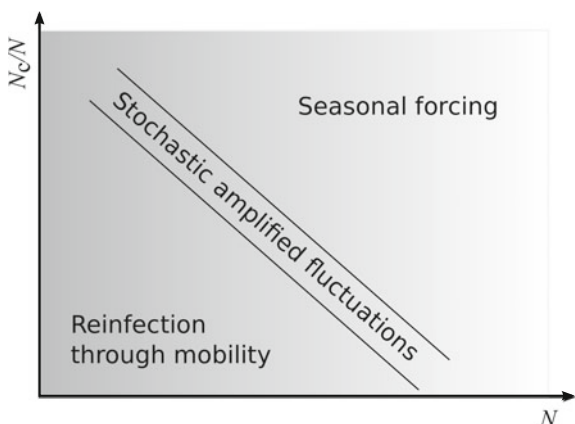 N_C/N
Seasonal forcing
Stochastic amplified fluctuations
Reinfection
through mobility
N